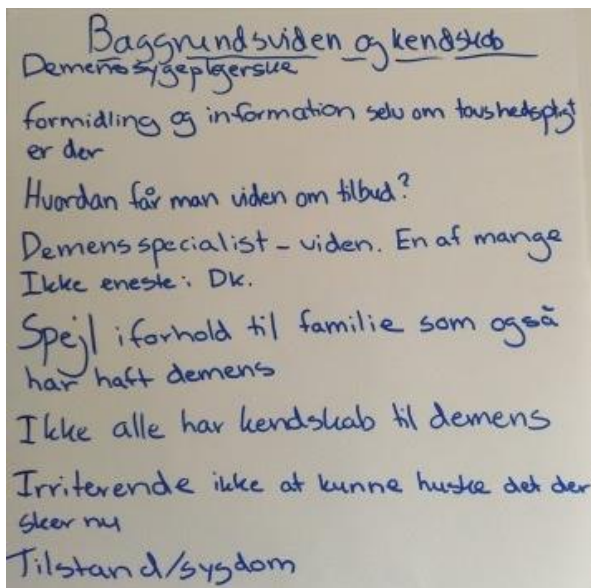 Baggrundsviden og kendskab
Demenssygeplejerske
formidling og information selv om taushedspligt
er der
Hvordan får man viden om tilbud?
Demensspecialist - viden. En af mange
Ikke eneste i Dk.
Spejl iforhold til familie som også
har haft demens
Ikke alle har kendskab til demens
Irriterende ikke at kunne huske det der
sker nu
Tilstand/sygdom